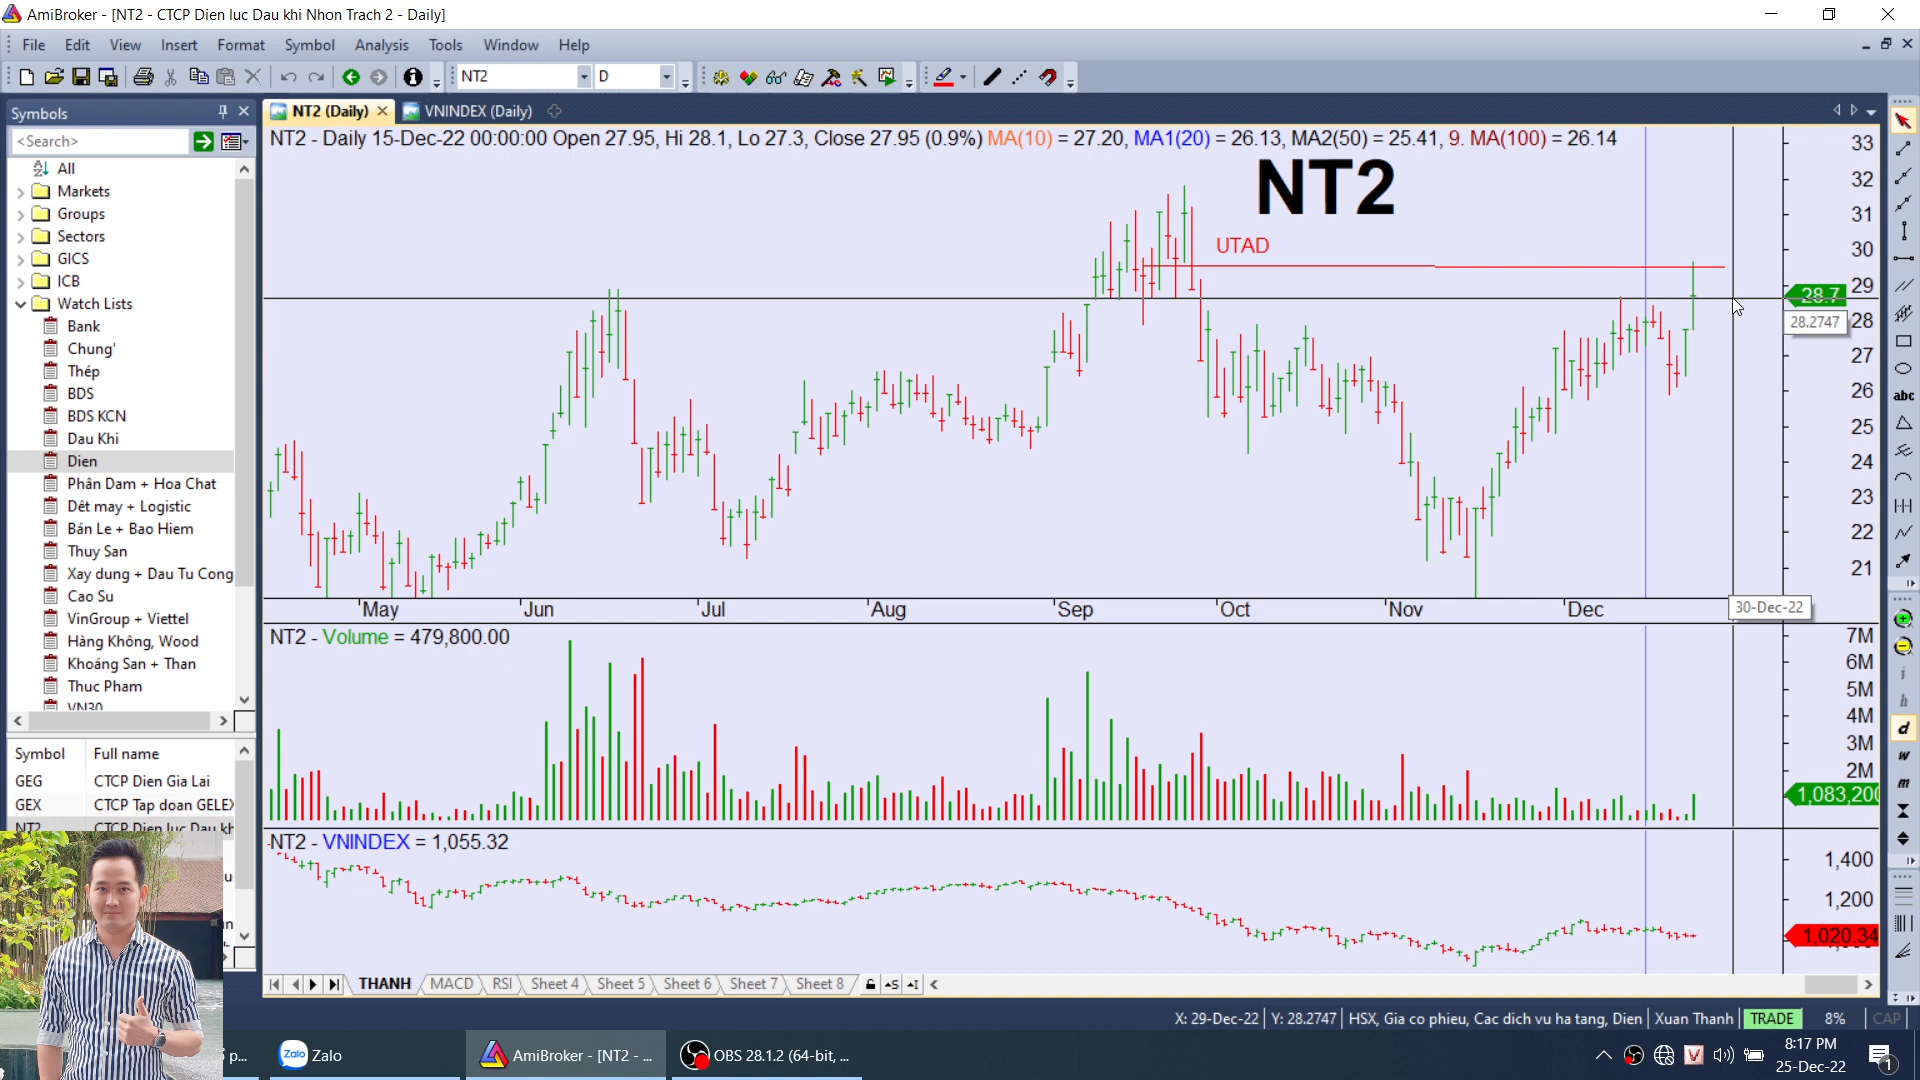 AmiBroker - [NT2 - CTCP Dien luc Dau khi Nhon Trach 2 - Daily]
File Edit View Insert Format Symbol Analysis Tools Window Help
NT2 D
Symbols
NT2 (Daily) VNINDEX (Daily)
<Search>
All
Markets
Groups
Sectors
GICS
ICB
Watch Lists
Bank
Chung'
Thép
BDS
BDS KCN
Dau Khi
Dien
Phân Dam + Hoa Chat
Dêt may + Logistic
Bán Le + Bao Hiem
Thuy San
Xay dung + Dau Tu Cong
Cao Su
VinGroup + Viettel
Hàng Không, Wood
Khoáng San + Than
Thuc Pham
VN30
Symbol Full name
GEG CTCP Dien Gia Lai
GEX CTCP Tap doan GELEX
NT2 CTCP Dien luc Dau kh
NT2 - Daily 15-Dec-22 00:00:00 Open 27.95, Hi 28.1, Lo 27.3, Close 27.95 (0.9%) MA(10) = 27.20, MA1(20) = 26.13, MA2(50) = 25.41, 9. MA(100) = 26.14
NT2
UTAD
33
32
31
30
29
28.7
28.2747
28
27
26
25
24
23
22
21
May Jun Jul Aug Sep Oct Nov Dec
30-Dec-22
NT2 - Volume = 479,800.00
7M
6M
5M
4M
3M
2M
1,083,200
NT2 - VNINDEX = 1,055.32
1,400
1,200
1,020.34
THANH MACD RSI Sheet 4 Sheet 5 Sheet 6 Sheet 7 Sheet 8
abc
i
h
d
w
m
X: 29-Dec-22 Y: 28.2747 HSX, Gia co phieu, Cac dich vu ha tang, Dien Xuan Thanh TRADE 8% CAP
p...
Zalo Zalo
AmiBroker - [NT2 - ...
OBS 28.1.2 (64-bit, ...
V
8:17 PM
25-Dec-22
1